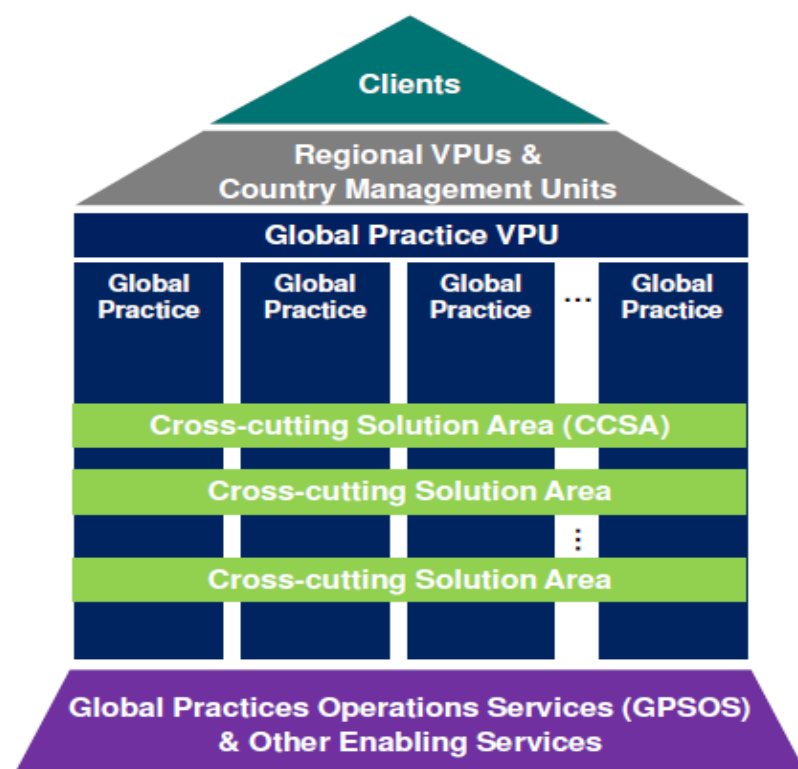 Clients
Regional VPUs &
Country Management Units
Global Practice VPU
Global Global Global ... Global
Practice Practice Practice Practice
Cross-cutting Solution Area (CCSA)
Cross-cutting Solution Area
...
Cross-cutting Solution Area
Global Practices Operations Services (GPSOS)
& Other Enabling Services